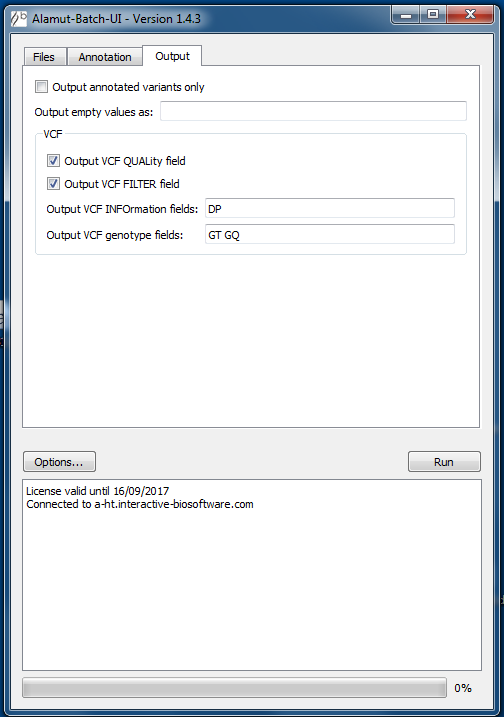 Alamut-Batch-UI - Version 1.4.3
Files Annotation Output
Output annotated variants only
Output empty values as:
VCF
Output VCF QUALity field
Output VCF FILTER field
Output VCF INFOrmation fields: DP
Output VCF genotype fields: GT GQ
Options... Run
License valid until 16/09/2017
Connected to a-ht.interactive-biosoftware.com
0%